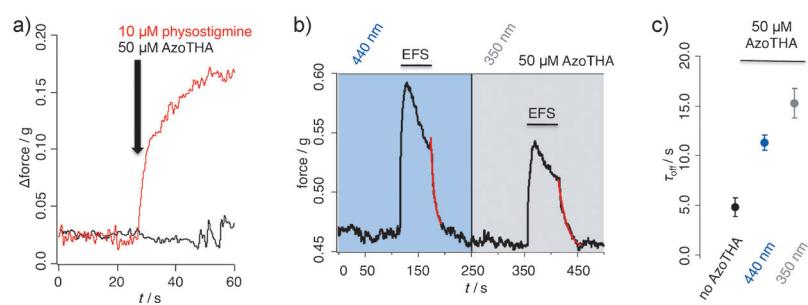 a)
10 µM physostigmine
50 µM AzoTHA
0.20
0.15
0.10
0.05
0.0
Δforce / g
0
20
40
60
t / s
b)
440 nm
350 nm
50 µM AzoTHA
EFS
EFS
0.60
0.55
0.50
0.45
force / g
0
50
150
250
350
450
t / s
c)
50 µM
AzoTHA
20.0
15.0
10.0
5.0
0.0
τoff / s
no AzoTHA
440 nm
350 nm